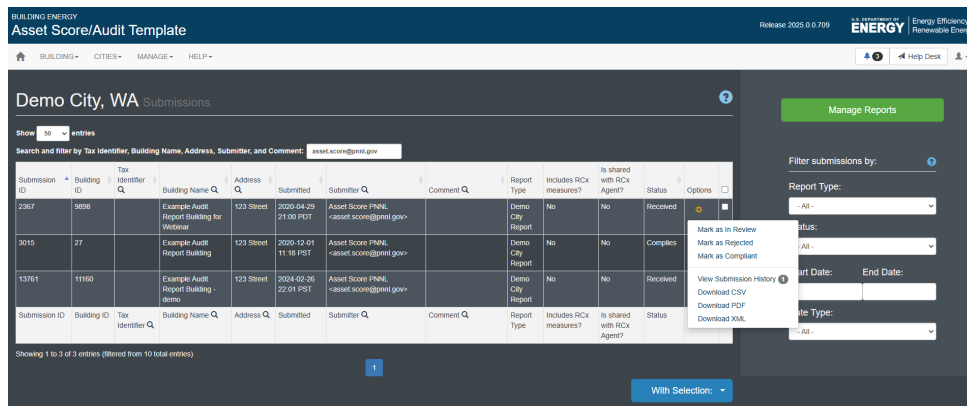 BUILDING ENERGY
Asset Score/Audit Template
Release 2025.0.0.709
U.S. DEPARTMENT OF
ENERGY
Energy Efficiency
Renewable Ener
BUILDING CITIES MANAGE HELP
3
Help Desk
Demo City, WA Submissions
?
Manage Reports
Show 50 entries
Search and filter by Tax Identifier, Building Name, Address, Submitter, and Comment: asset.score@pnnl.gov
Submission ID Building ID Tax Identifier Building Name Address Submitted Submitter Comment Report Type Includes RCx measures? Is shared with RCx Agent? Status Options
2367 9898 Example Audit Report Building for Webinar 123 Street 2020-04-29 21:00 PDT Asset Score PNNL <asset.score@pnnl.gov> Demo City Report No No Received
3015 27 Example Audit Report Building 123 Street 2020-12-01 11:18 PST Asset Score PNNL <asset.score@pnnl.gov> Demo City Report No No Complies
13761 11160 Example Audit Report Building - demo 123 Street 2024-02-26 22:01 PST Asset Score PNNL <asset.score@pnnl.gov> Demo City Report No No Received
Submission ID Building ID Tax Identifier Building Name Address Submitted Submitter Comment Report Type Includes RCx measures? Is shared with RCx Agent? Status
Mark as In Review
Mark as Rejected
Mark as Compliant
View Submission History 1
Download CSV
Download PDF
Download XML
Showing 1 to 3 of 3 entries (filtered from 10 total entries)
1
With Selection:
Filter submissions by: ?
Report Type:
- All -
atus:
- All -
art Date: End Date:
ate Type:
- All -